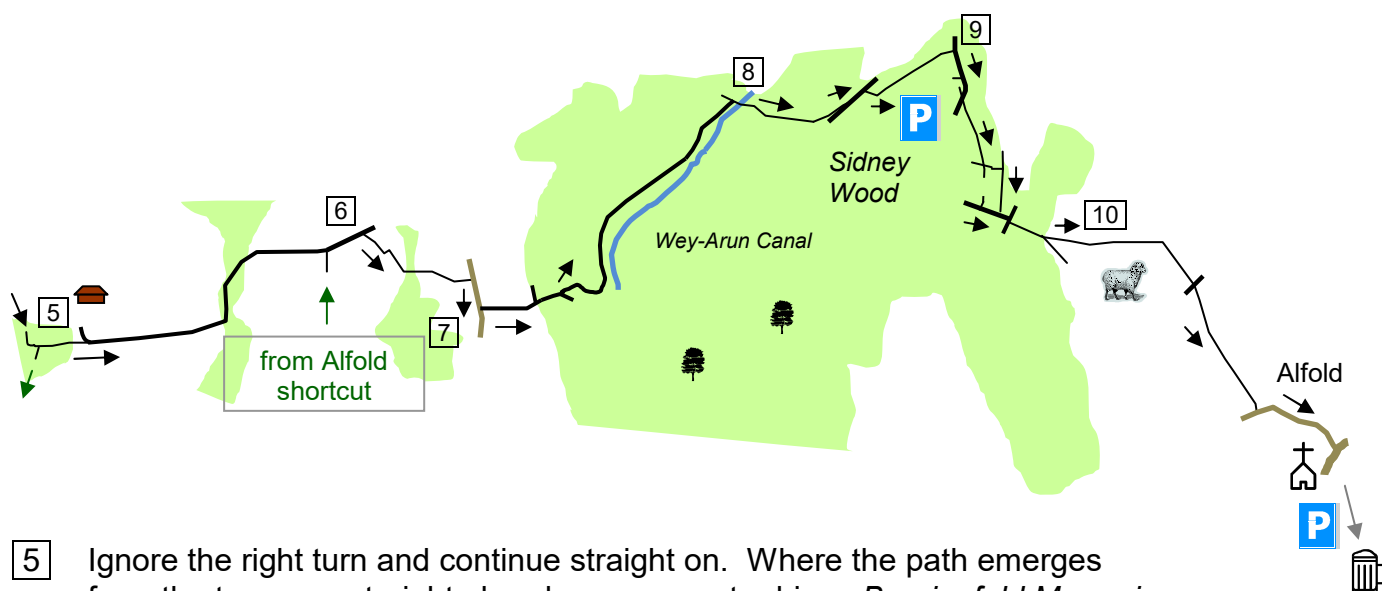 9
8
P
Sidney
Wood
6
10
Wey-Arun Canal
5
7
from Alfold
shortcut
Alfold
P
5 Ignore the right turn and continue straight on. Where the path emerges